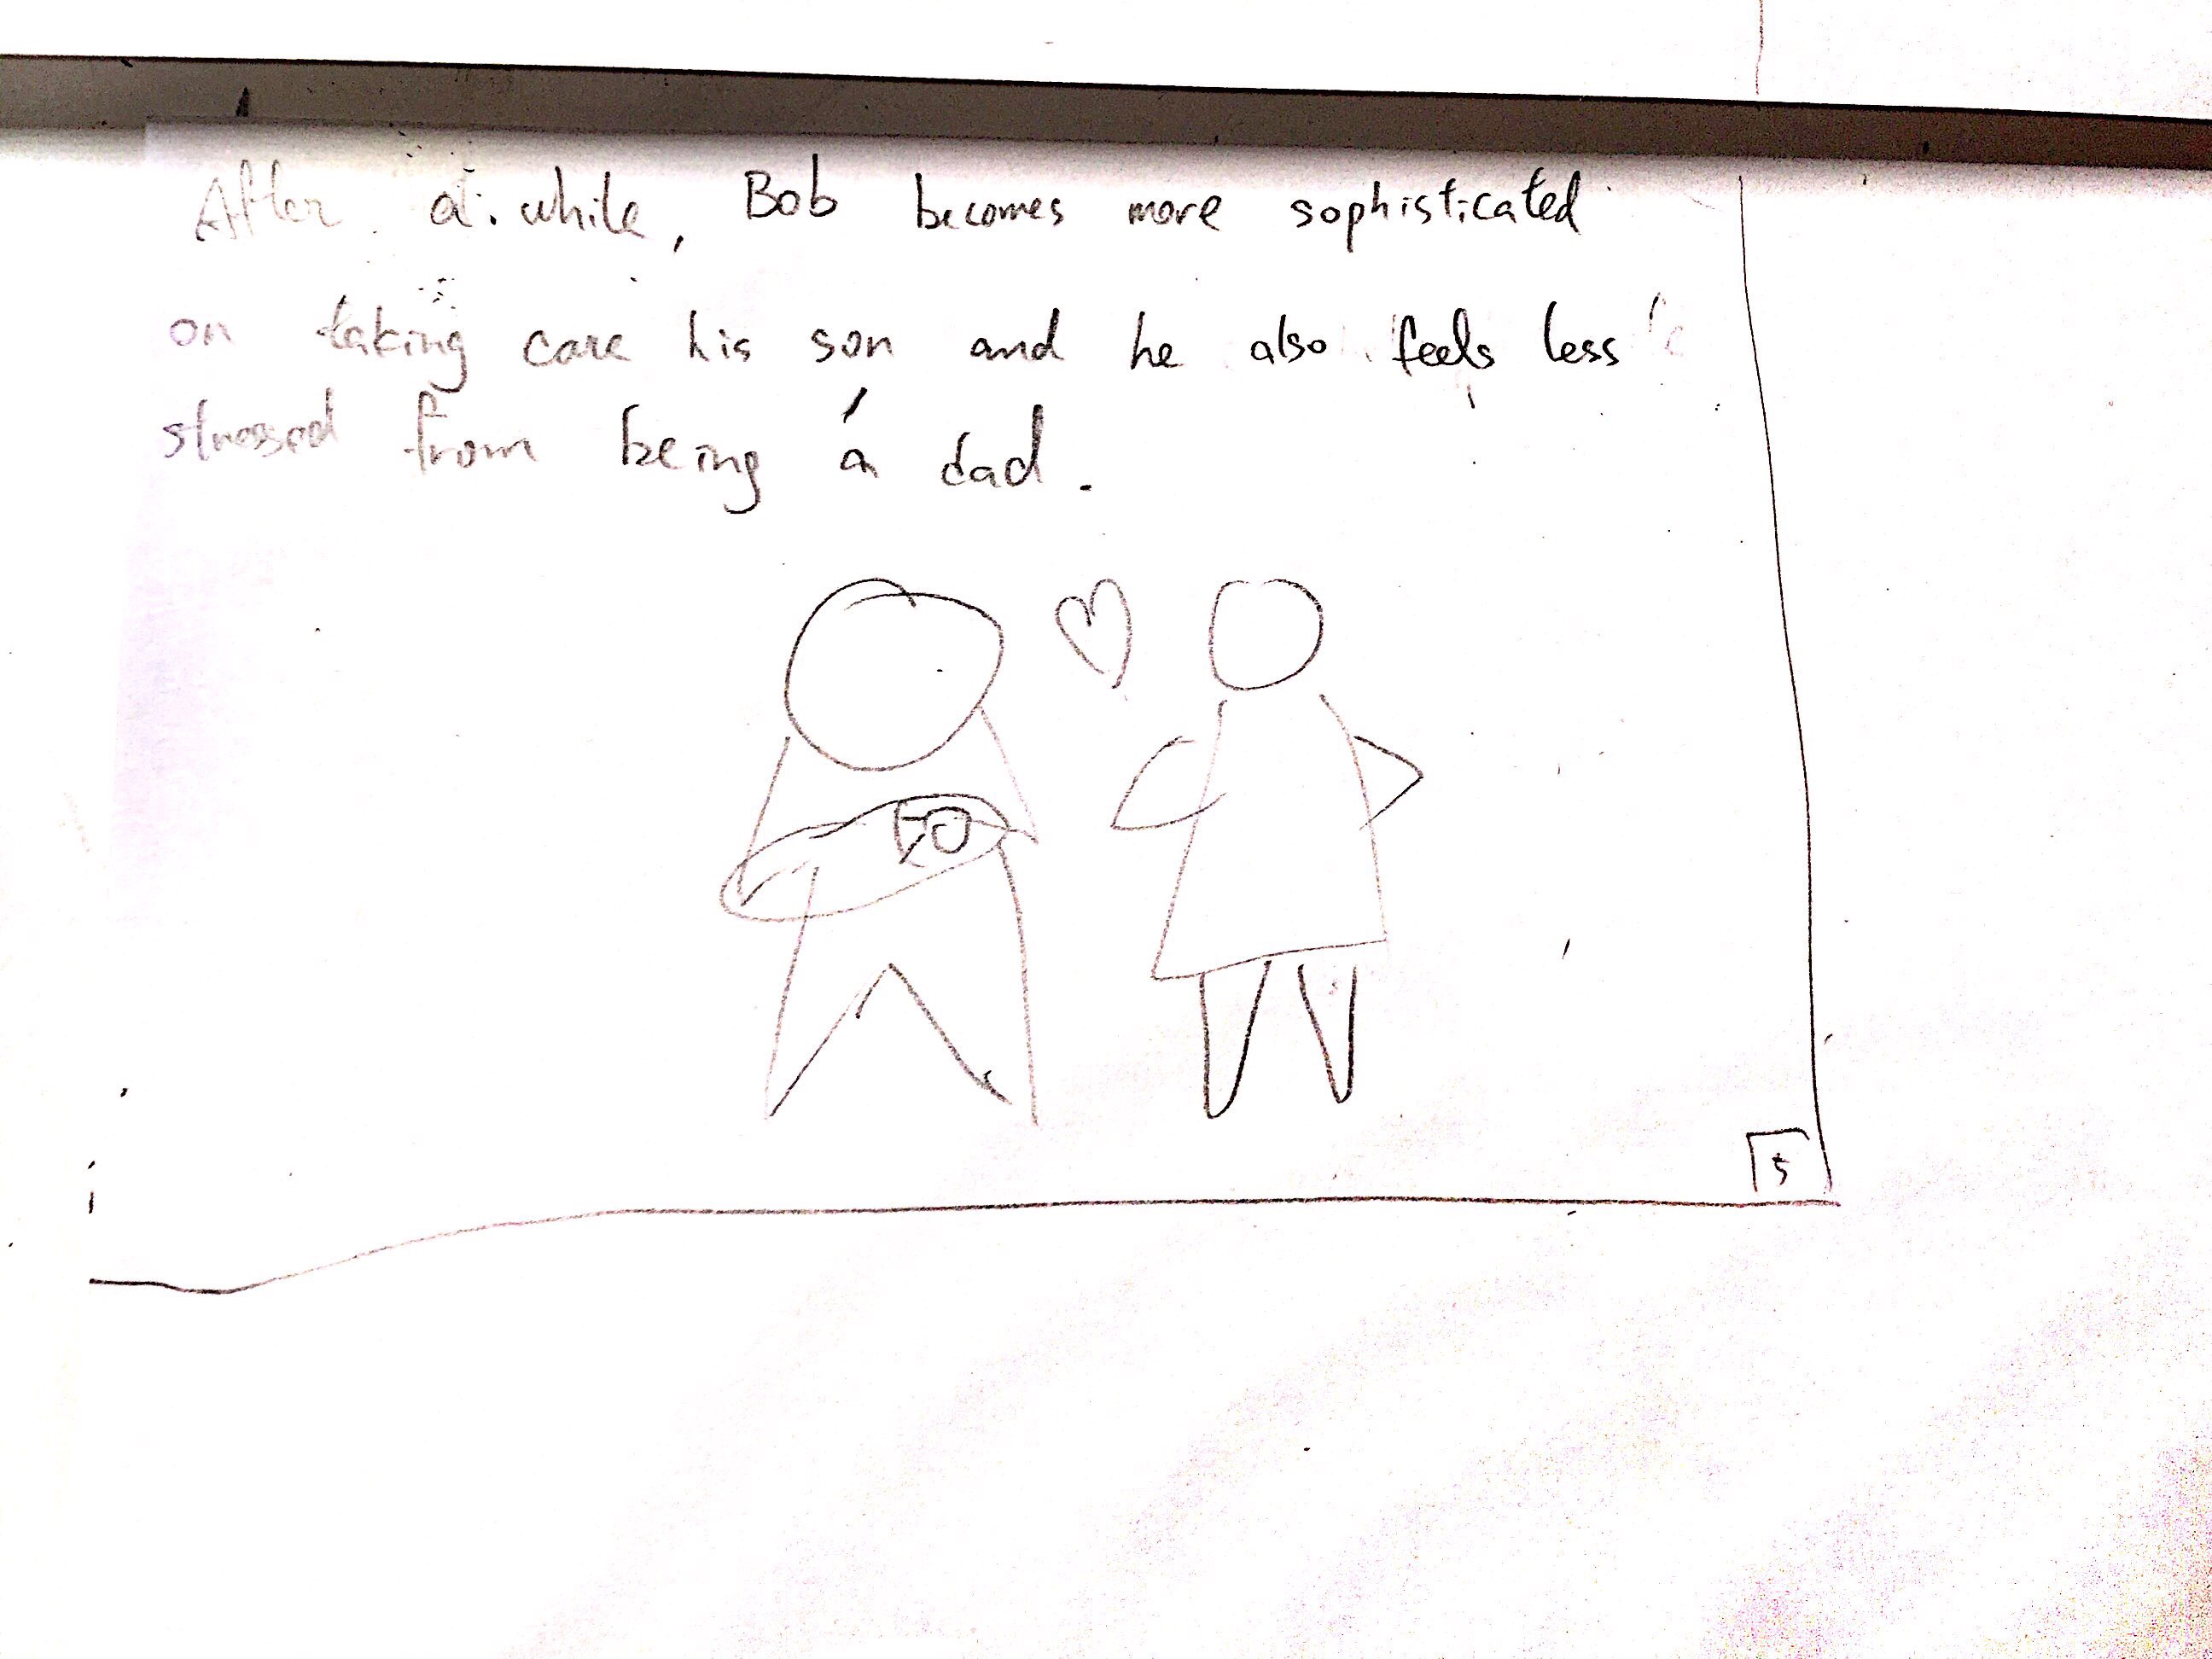 After a while, Bob becomes more sophisticated
on taking care his son and he also feels less
stressed from being a dad.
5